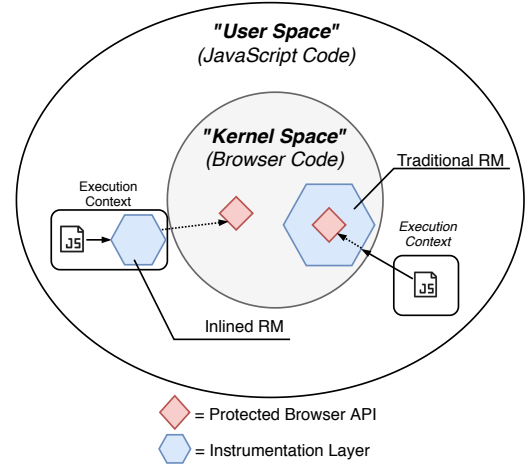 "User Space"
(JavaScript Code)
"Kernel Space"
(Browser Code)
Traditional RM
Execution
Context
JS
Execution
Context
JS
Inlined RM
= Protected Browser API
= Instrumentation Layer